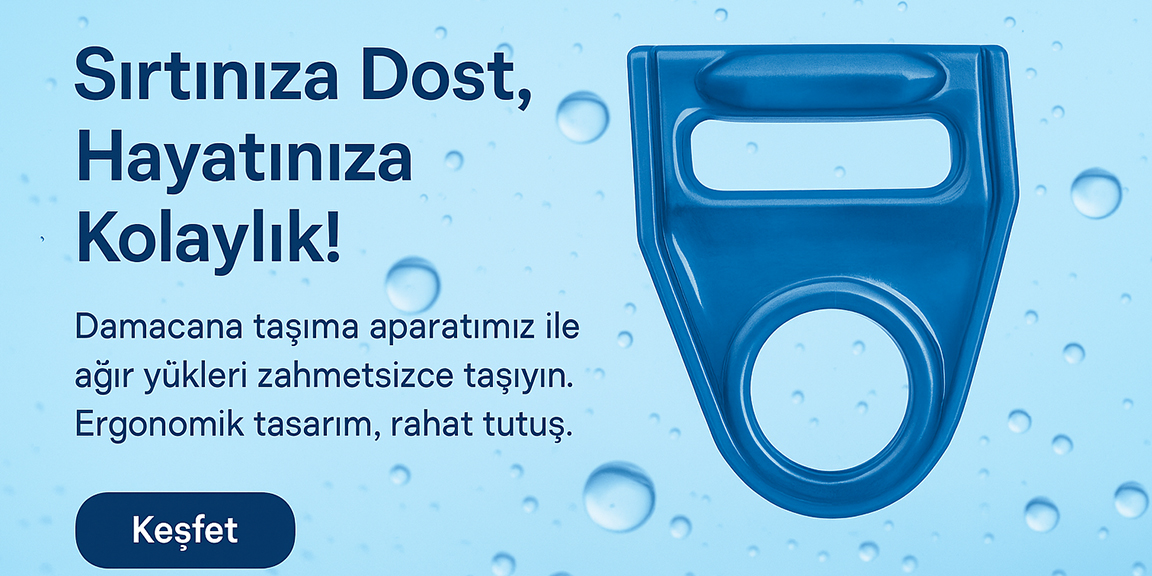 Sırtınıza Dost,
Hayatınıza
Kolaylık!
Damacana taşıma aparatımız ile
ağır yükleri zahmetsizce taşıyın.
Ergonomik tasarım, rahat tutuş.
Keşfet